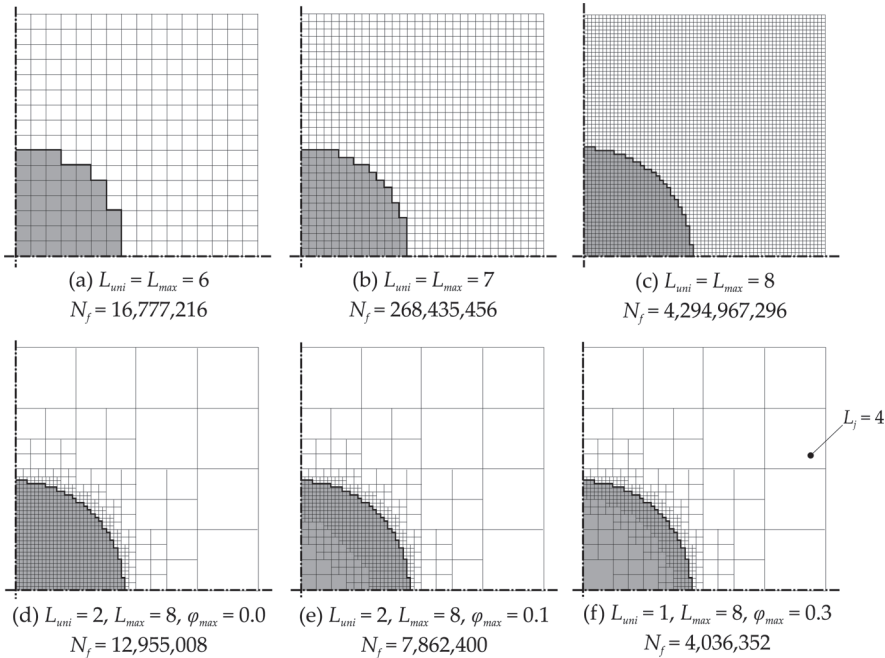 (a) L_uni = L_max = 6
N_f = 16,777,216
(b) L_uni = L_max = 7
N_f = 268,435,456
(c) L_uni = L_max = 8
N_f = 4,294,967,296
L_j = 4
(d) L_uni = 2, L_max = 8, φ_max = 0.0
N_f = 12,955,008
(e) L_uni = 2, L_max = 8, φ_max = 0.1
N_f = 7,862,400
(f) L_uni = 1, L_max = 8, φ_max = 0.3
N_f = 4,036,352